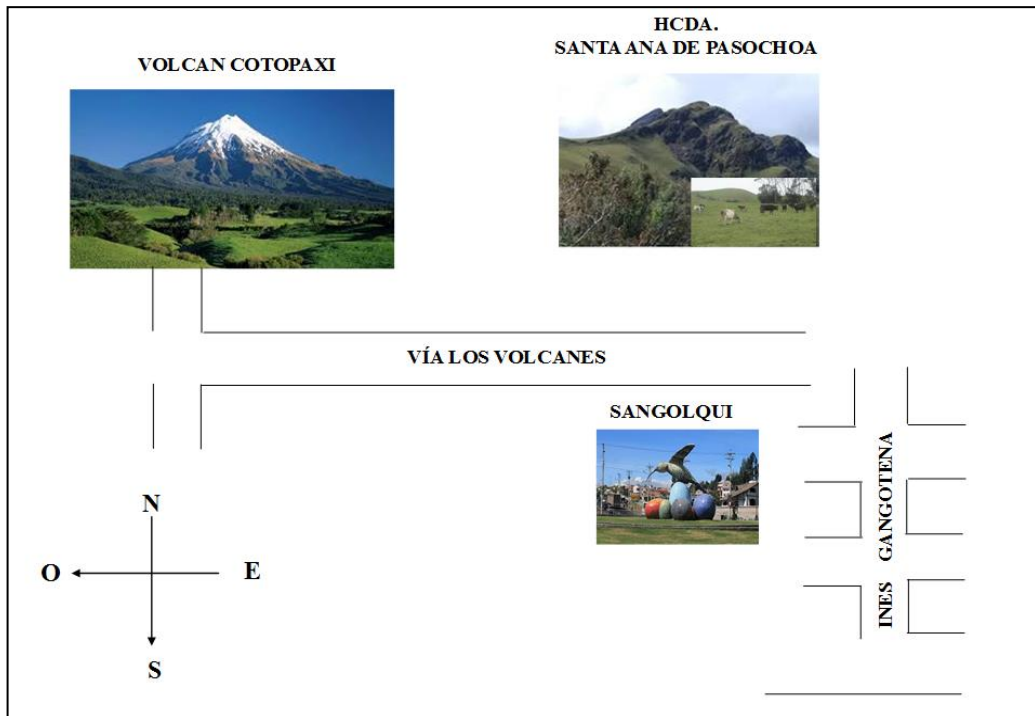 HCDA.
SANTA ANA DE PASOCHOA
VOLCAN COTOPAXI
VÍA LOS VOLCANES
SANGOLQUI
INES GANGOTENA
N
O
E
S